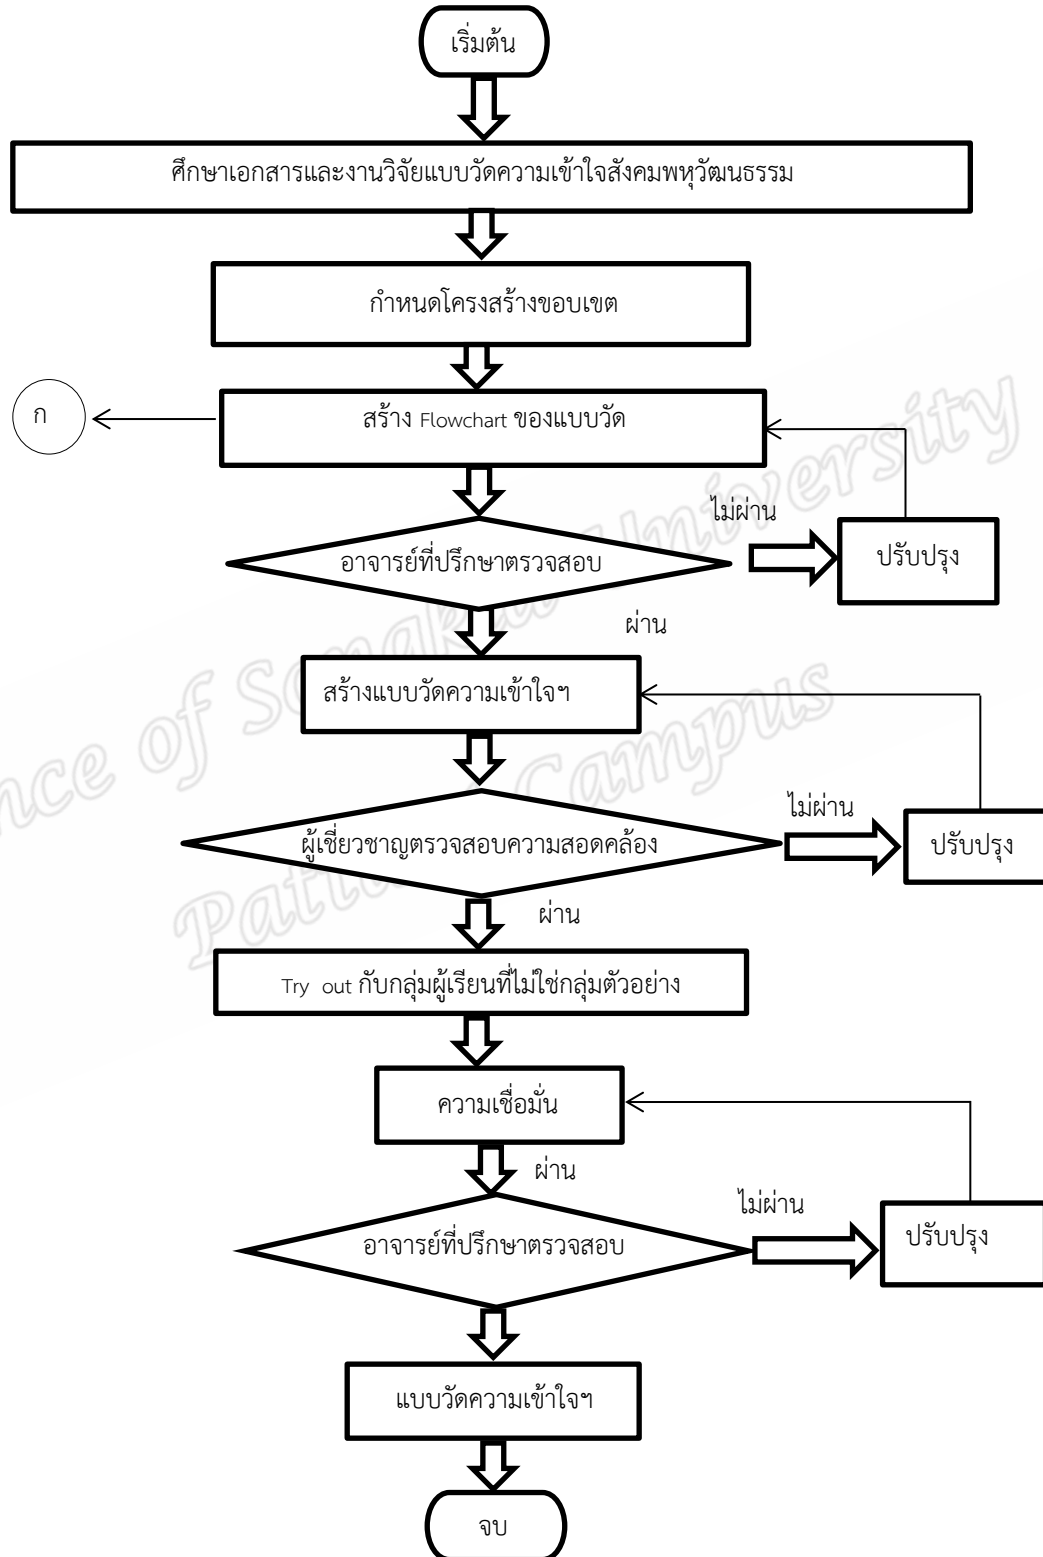 เริ่มต้น
ศึกษาเอกสารและงานวิจัยแบบวัดความเข้าใจสังคมพหุวัฒนธรรม
กำหนดโครงสร้างขอบเขต
ก
สร้าง Flowchart ของแบบวัด
ไม่ผ่าน
อาจารย์ที่ปรึกษาตรวจสอบ
ปรับปรุง
ผ่าน
สร้างแบบวัดความเข้าใจฯ
ไม่ผ่าน
ผู้เชี่ยวชาญตรวจสอบความสอดคล้อง
ปรับปรุง
ผ่าน
Try out กับกลุ่มผู้เรียนที่ไม่ใช่กลุ่มตัวอย่าง
ความเชื่อมั่น
ผ่าน
ไม่ผ่าน
อาจารย์ที่ปรึกษาตรวจสอบ
ปรับปรุง
แบบวัดความเข้าใจฯ
จบ
University
Campus